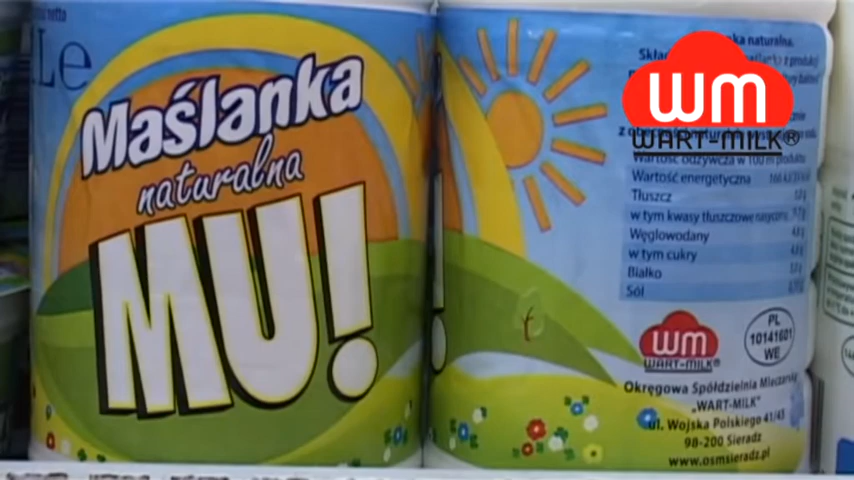 Le
Maślanka
naturalna
MU!
naturalna.
wm
WART-MILK®
Wartość odżywcza w 100 ml produktu
Wartość energetyczna
Tłuszcz
w tym kwasy tłuszczowe nasycone
Węglowodany
w tym cukry
Białko
Sól
wm
WART-MILK®
PL
10141601
WE
Okręgowa Spółdzielnia Mleczarska
„WART-MILK"
ul. Wojska Polskiego 41/43
98-200 Sieradz
www.osmsieradz.pl